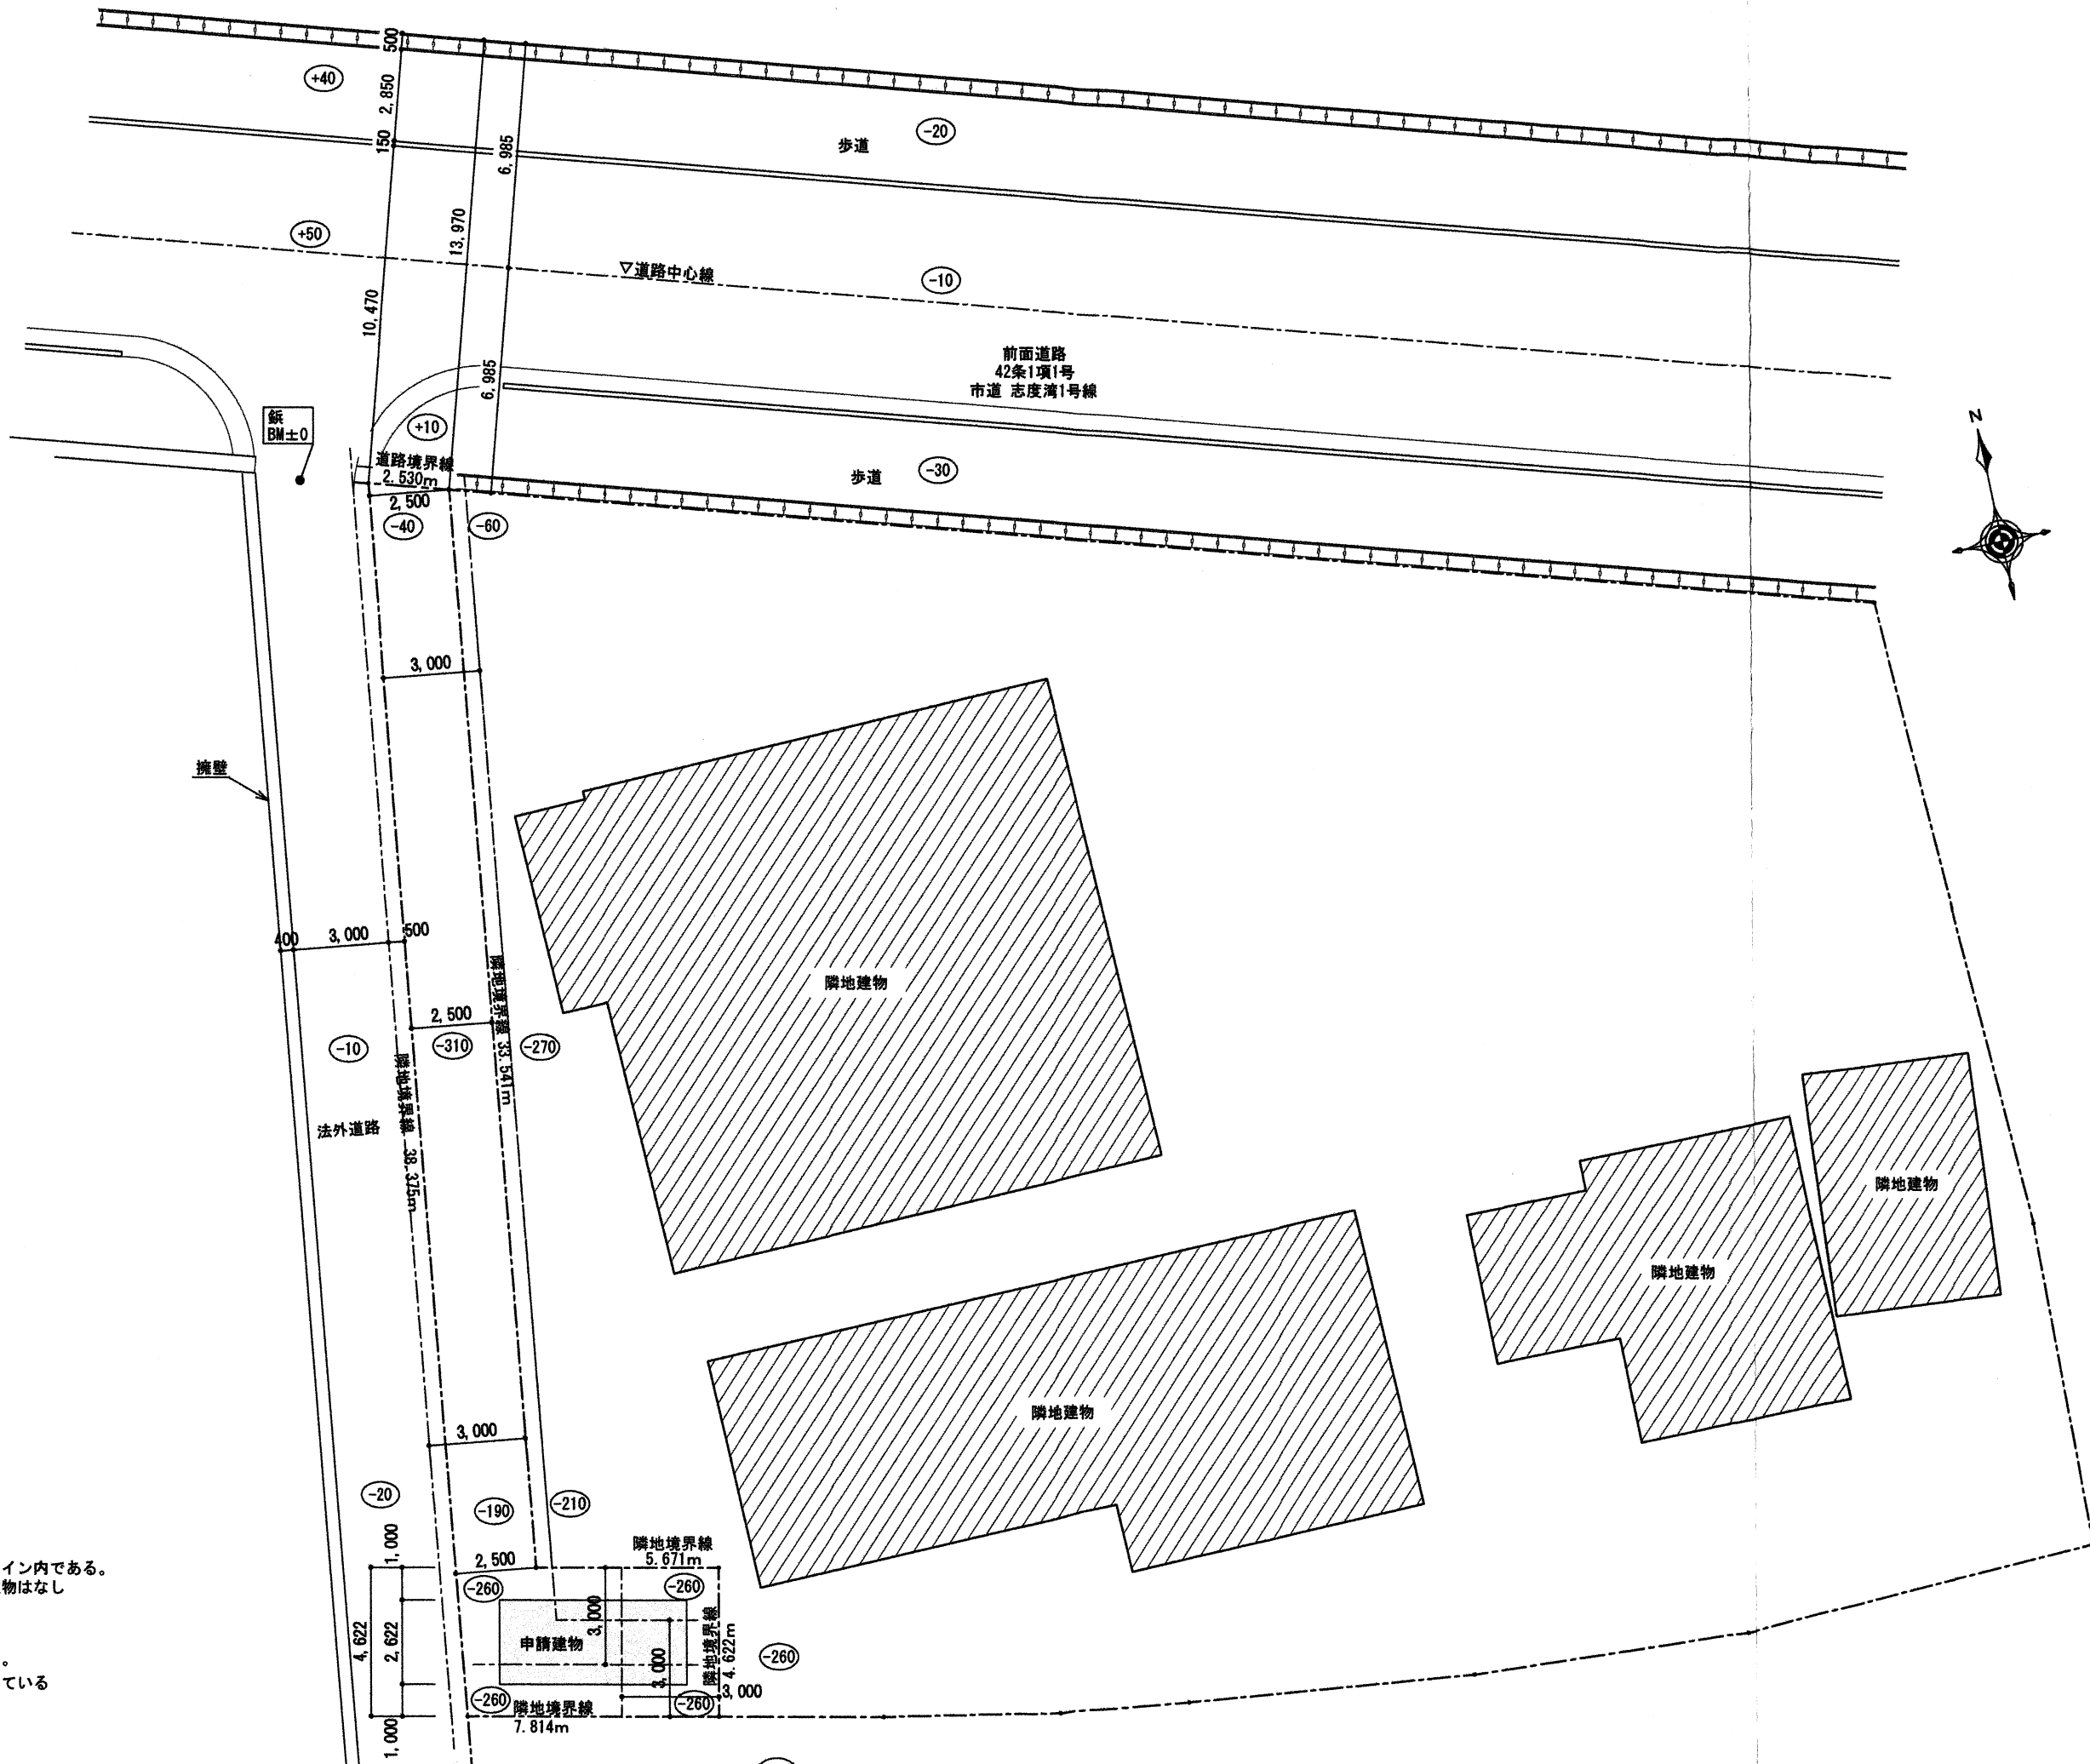 500
+40
2,850
150
歩道
-20
6,985
13,970
+50
▽道路中心線
-10
10,470
前面道路
42条1項1号
市道 志度湾1号線
6,985
鋲
BM±0
+10
道路境界線
2.530m
2,500
-40
-60
歩道
-30
N
3,000
擁壁
400
3,000
500
隣地境界線 33.541m
隣地建物
2,500
-10
-310
-270
隣地境界線 38.375m
法外道路
隣地建物
隣地建物
隣地建物
3,000
-20
-190
-210
1,000
2,500
隣地境界線
5.671m
イン内である。
物はなし
-260
-260
4,622
2,622
申請建物
3,000
3,000
隣地境界線
4.622m
-260
。
ている
-260
隣地境界線
7.814m
-260
3,000
1,000